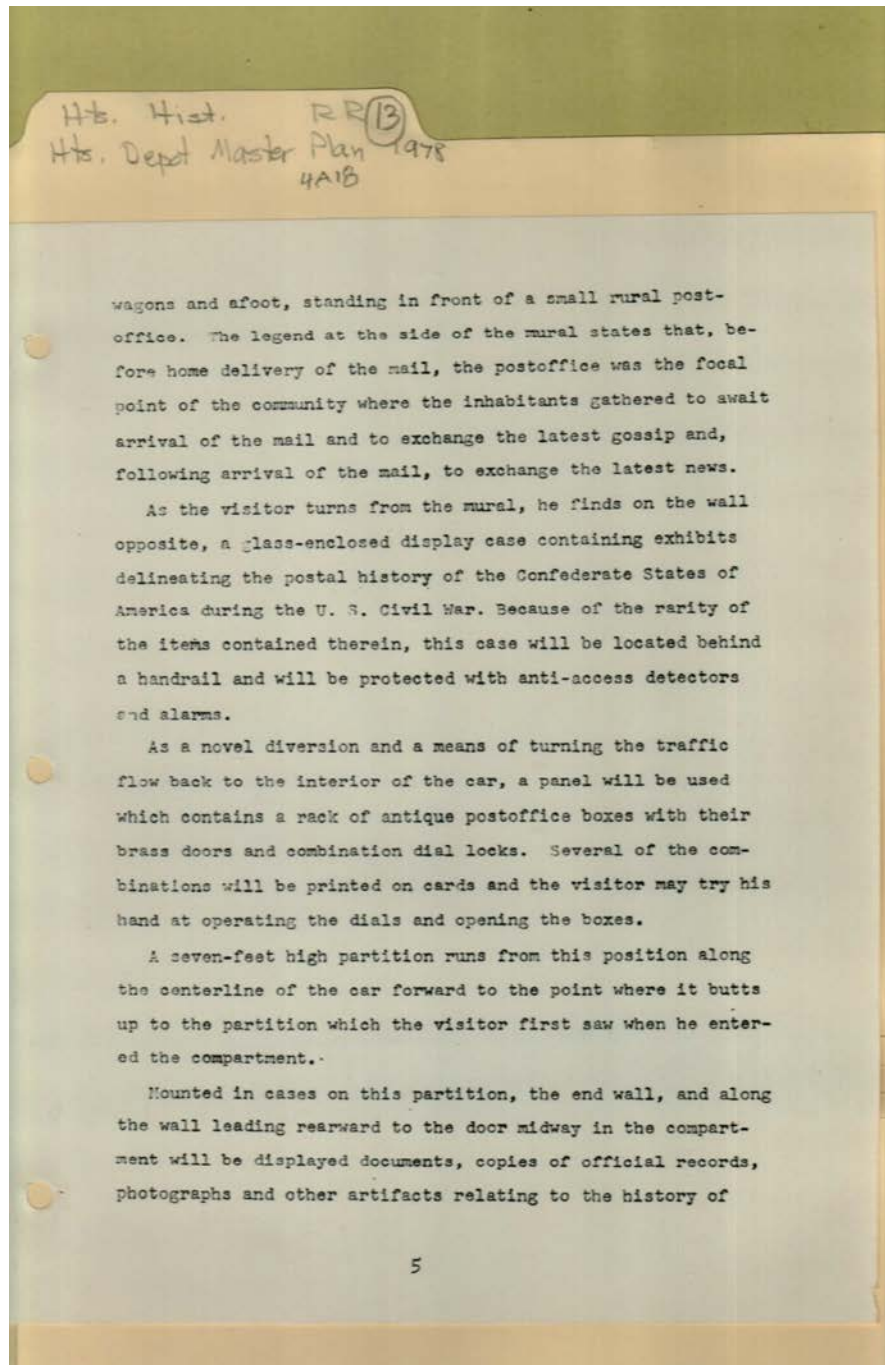 Hts. Hist. RR 13
Hts. Depot Master Plan 1978
4A1B
wagons and afoot, standing in front of a small rural post-
office. The legend at the side of the mural states that, be-
fore home delivery of the mail, the postoffice was the focal
point of the community where the inhabitants gathered to await
arrival of the mail and to exchange the latest gossip and,
following arrival of the mail, to exchange the latest news.
As the visitor turns from the mural, he finds on the wall
opposite, a glass-enclosed display case containing exhibits
delineating the postal history of the Confederate States of
America during the U. S. Civil War. Because of the rarity of
the items contained therein, this case will be located behind
a handrail and will be protected with anti-access detectors
and alarms.
As a novel diversion and a means of turning the traffic
flow back to the interior of the car, a panel will be used
which contains a rack of antique postoffice boxes with their
brass doors and combination dial locks. Several of the com-
binations will be printed on cards and the visitor may try his
hand at operating the dials and opening the boxes.
A seven-feet high partition runs from this position along
the centerline of the car forward to the point where it butts
up to the partition which the visitor first saw when he enter-
ed the compartment.
Mounted in cases on this partition, the end wall, and along
the wall leading rearward to the door midway in the compart-
ment will be displayed documents, copies of official records,
photographs and other artifacts relating to the history of
5